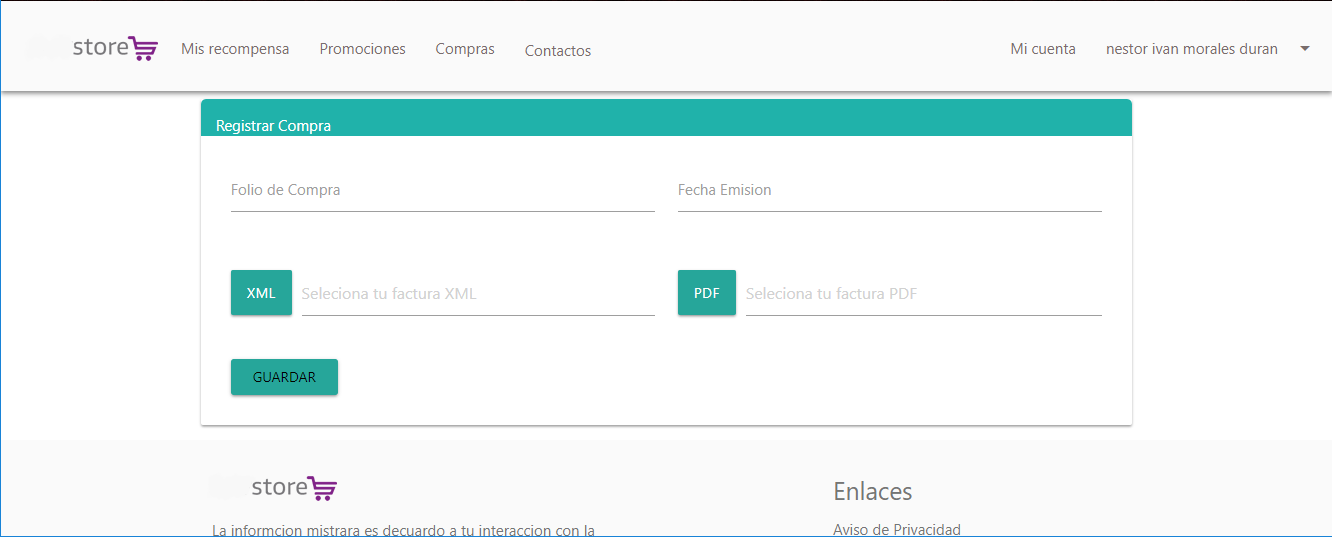 store
Mis recompensa
Promociones
Compras
Contactos
Mi cuenta
nestor ivan morales duran
Registrar Compra
Folio de Compra
Fecha Emision
XML
Seleciona tu factura XML
PDF
Seleciona tu factura PDF
GUARDAR
store
Enlaces
La informcion mistrara es decuardo a tu interaccion con la
Aviso de Privacidad